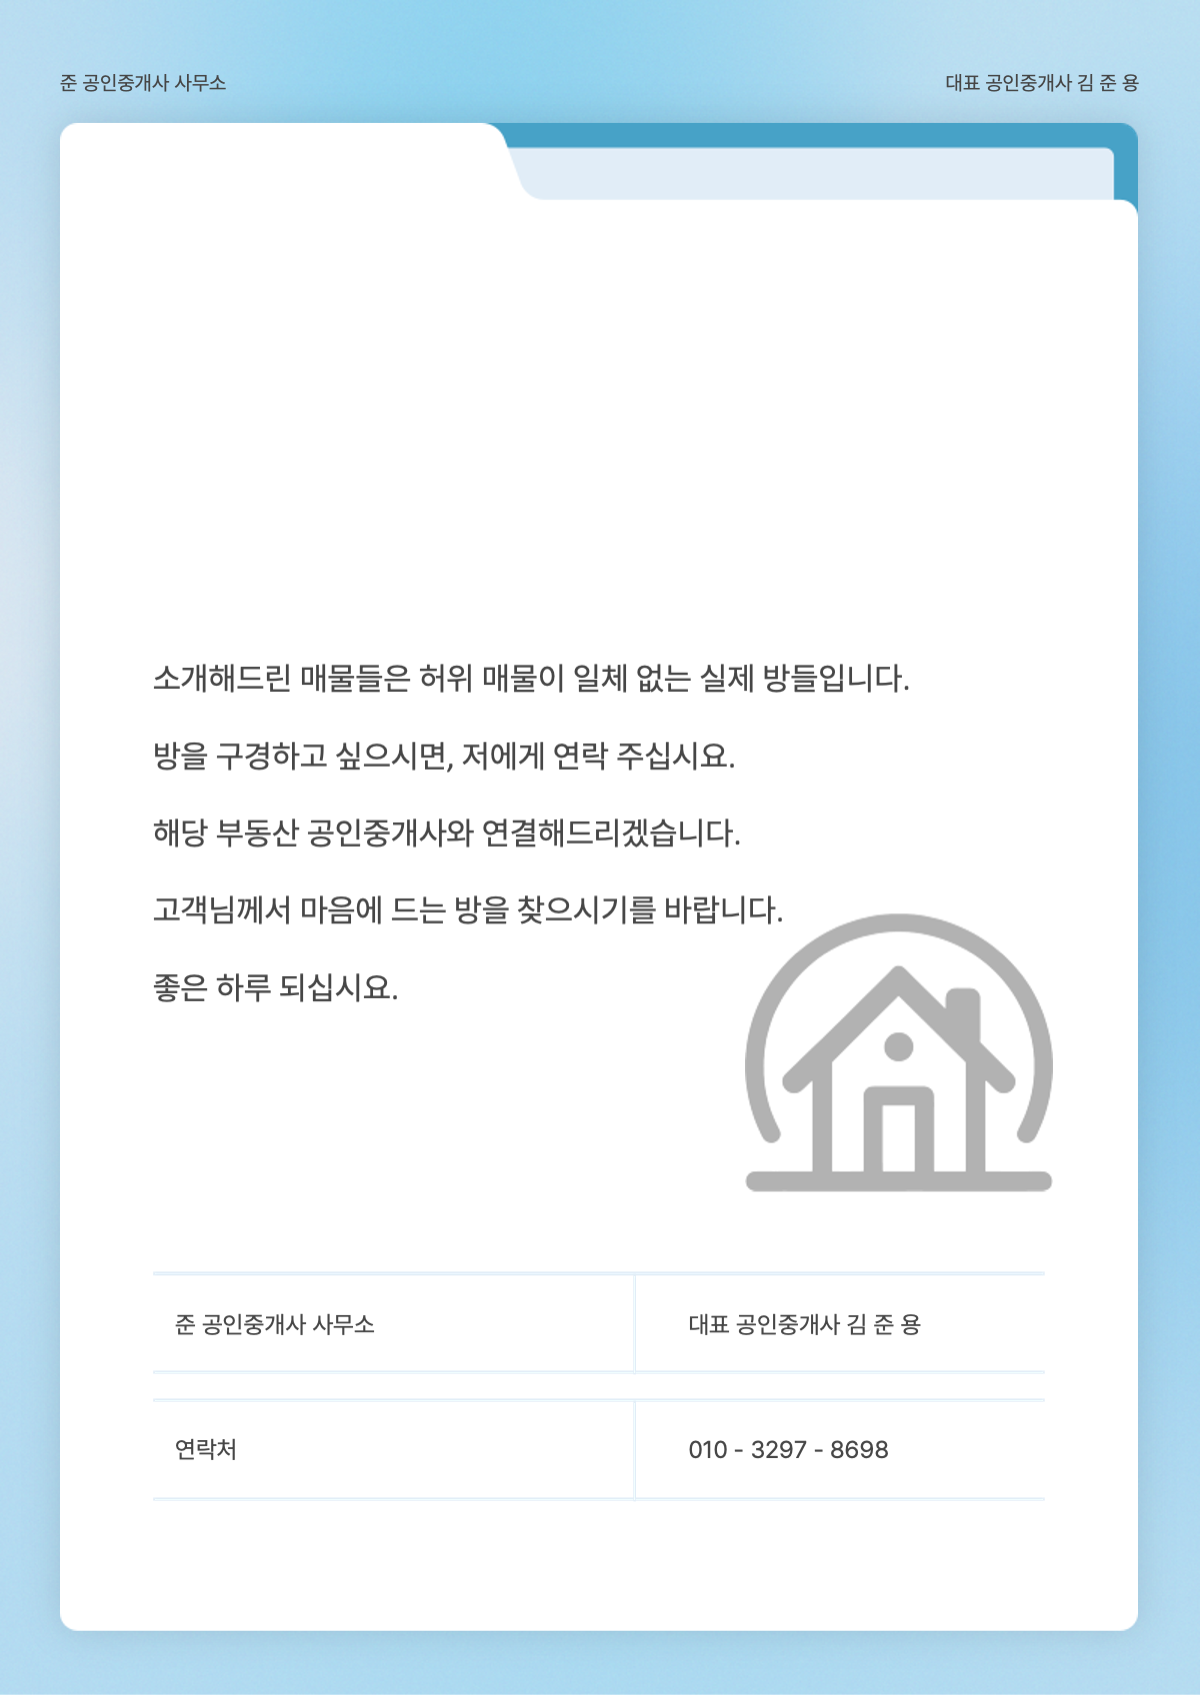 준 공인중개사 사무소
대표 공인중개사 김 준 용
소개해드린 매물들은 허위 매물이 일체 없는 실제 방들입니다.
방을 구경하고 싶으시면, 저에게 연락 주십시요.
해당 부동산 공인중개사와 연결해드리겠습니다.
고객님께서 마음에 드는 방을 찾으시기를 바랍니다.
좋은 하루 되십시요.
준 공인중개사 사무소
대표 공인중개사 김 준 용
연락처
010 - 3297 - 8698